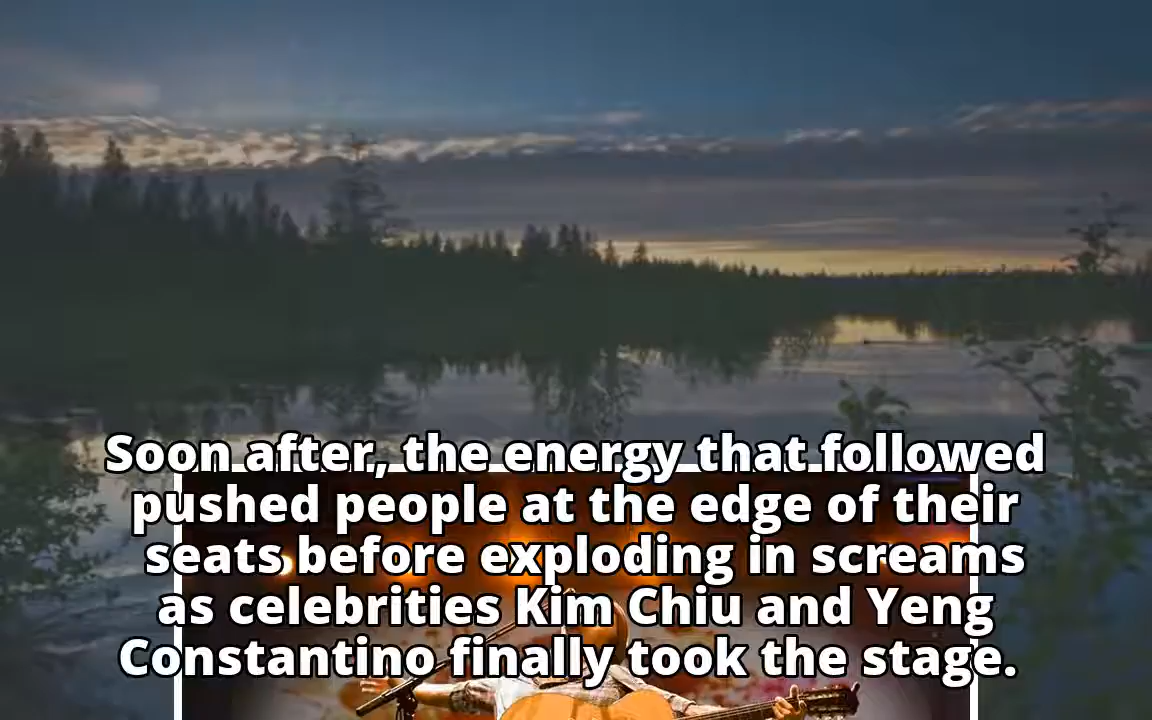 Soon after, the energy that followed
pushed people at the edge of their
seats before exploding in screams
as celebrities Kim Chiu and Yeng
Constantino finally took the stage.